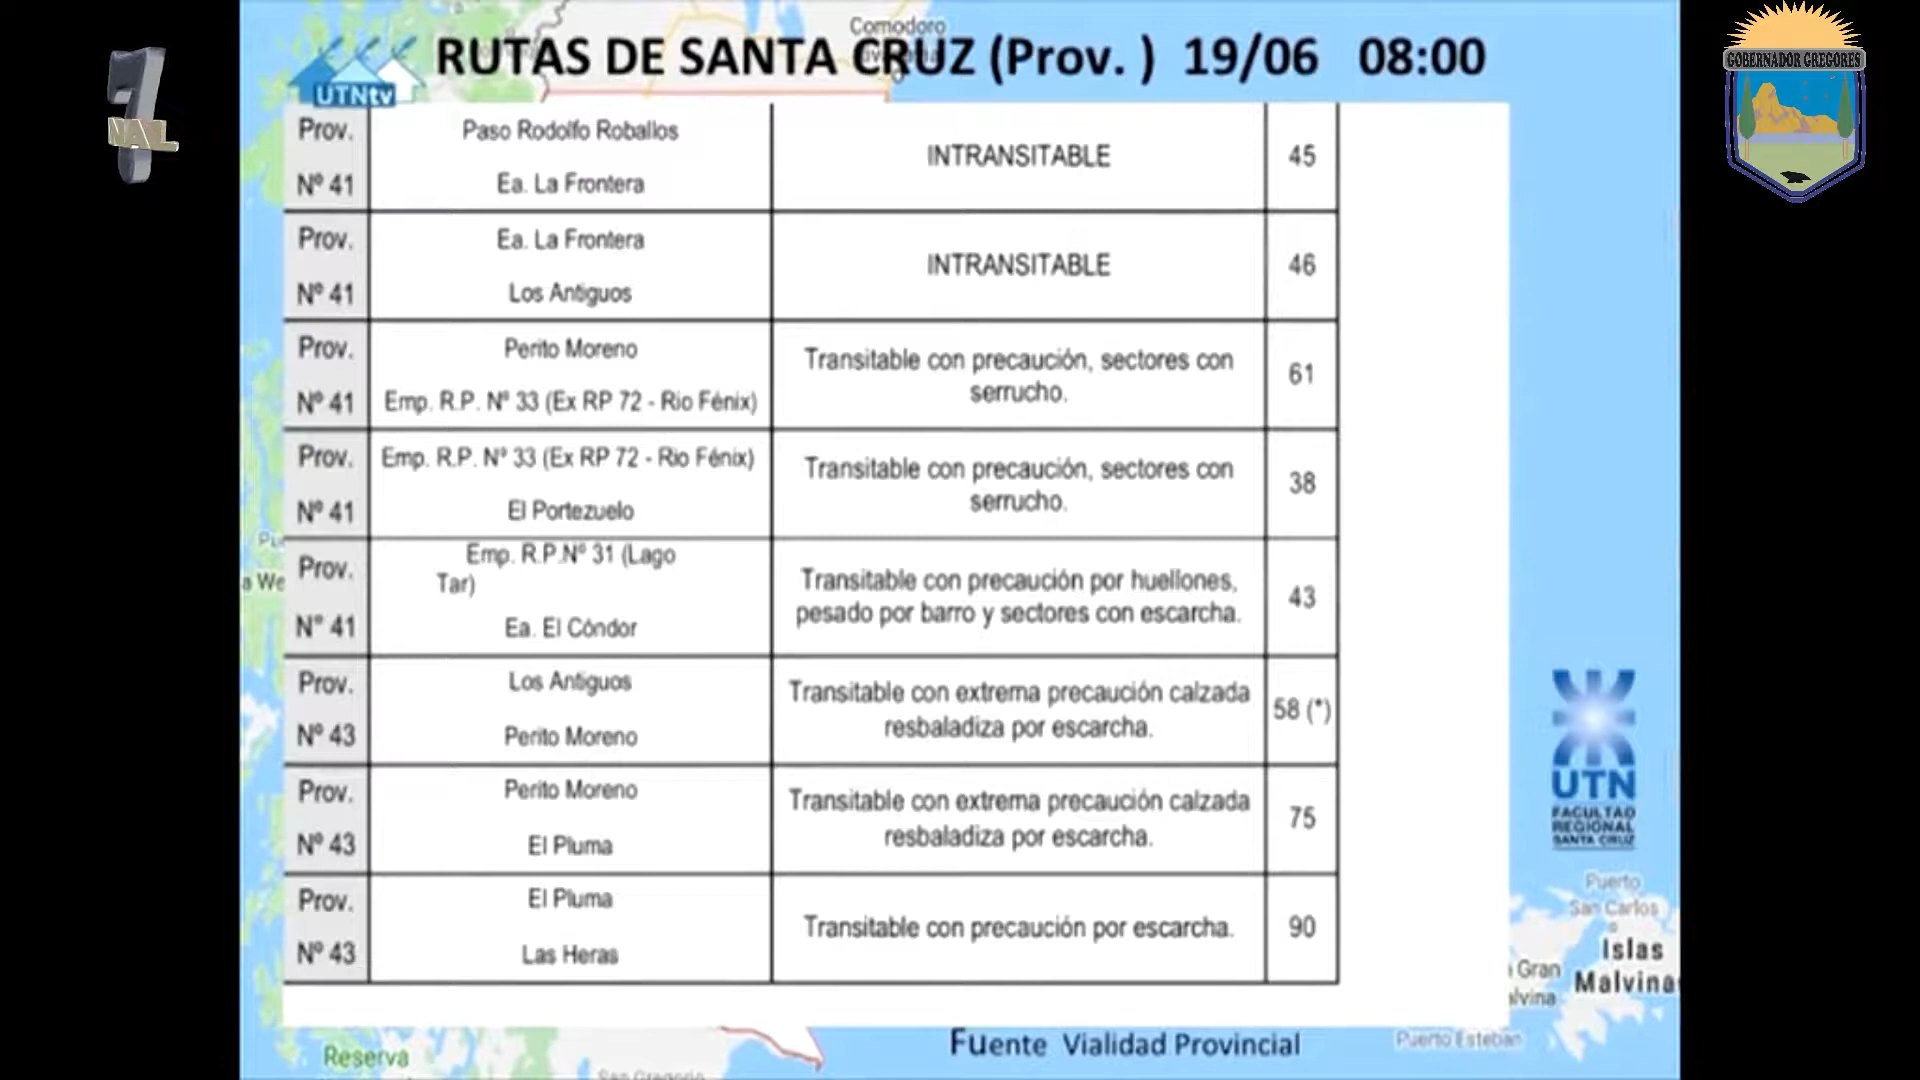 Comodoro
RUTAS DE SANTA CRUZ (Prov. ) 19/06 08:00
UTNtv
NAL
GOBERNADOR GREGORES
Prov.
Nº 41
Paso Rodolfo Roballos
Ea. La Frontera
INTRANSITABLE
45
Prov.
Nº 41
Ea. La Frontera
Los Antiguos
INTRANSITABLE
46
Prov.
Nº 41
Perito Moreno
Emp. R.P. Nº 33 (Ex RP 72 - Rio Fénix)
Transitable con precaución, sectores con
serrucho.
61
Prov.
Nº 41
Emp. R.P. Nº 33 (Ex RP 72 - Rio Fénix)
El Portezuelo
Transitable con precaución, sectores con
serrucho.
38
Prov.
N° 41
Emp. R.P.Nº 31 (Lago
Tar)
Ea. El Cóndor
Transitable con precaución por huellones,
pesado por barro y sectores con escarcha.
43
Prov.
Nº 43
Los Antiguos
Perito Moreno
Transitable con extrema precaución calzada
resbaladiza por escarcha.
58 (*)
Prov.
Nº 43
Perito Moreno
El Pluma
Transitable con extrema precaución calzada
resbaladiza por escarcha.
75
Prov.
Nº 43
El Pluma
Las Heras
Transitable con precaución por escarcha.
90
a We
UTN
FACULTAD
REGIONAL
SANTA CRUZ
Puerto
San Carlos
Islas
Malvina
Gran
alvina
Puerto Esteban
Fuente Vialidad Provincial
Reserva
San Gregorio